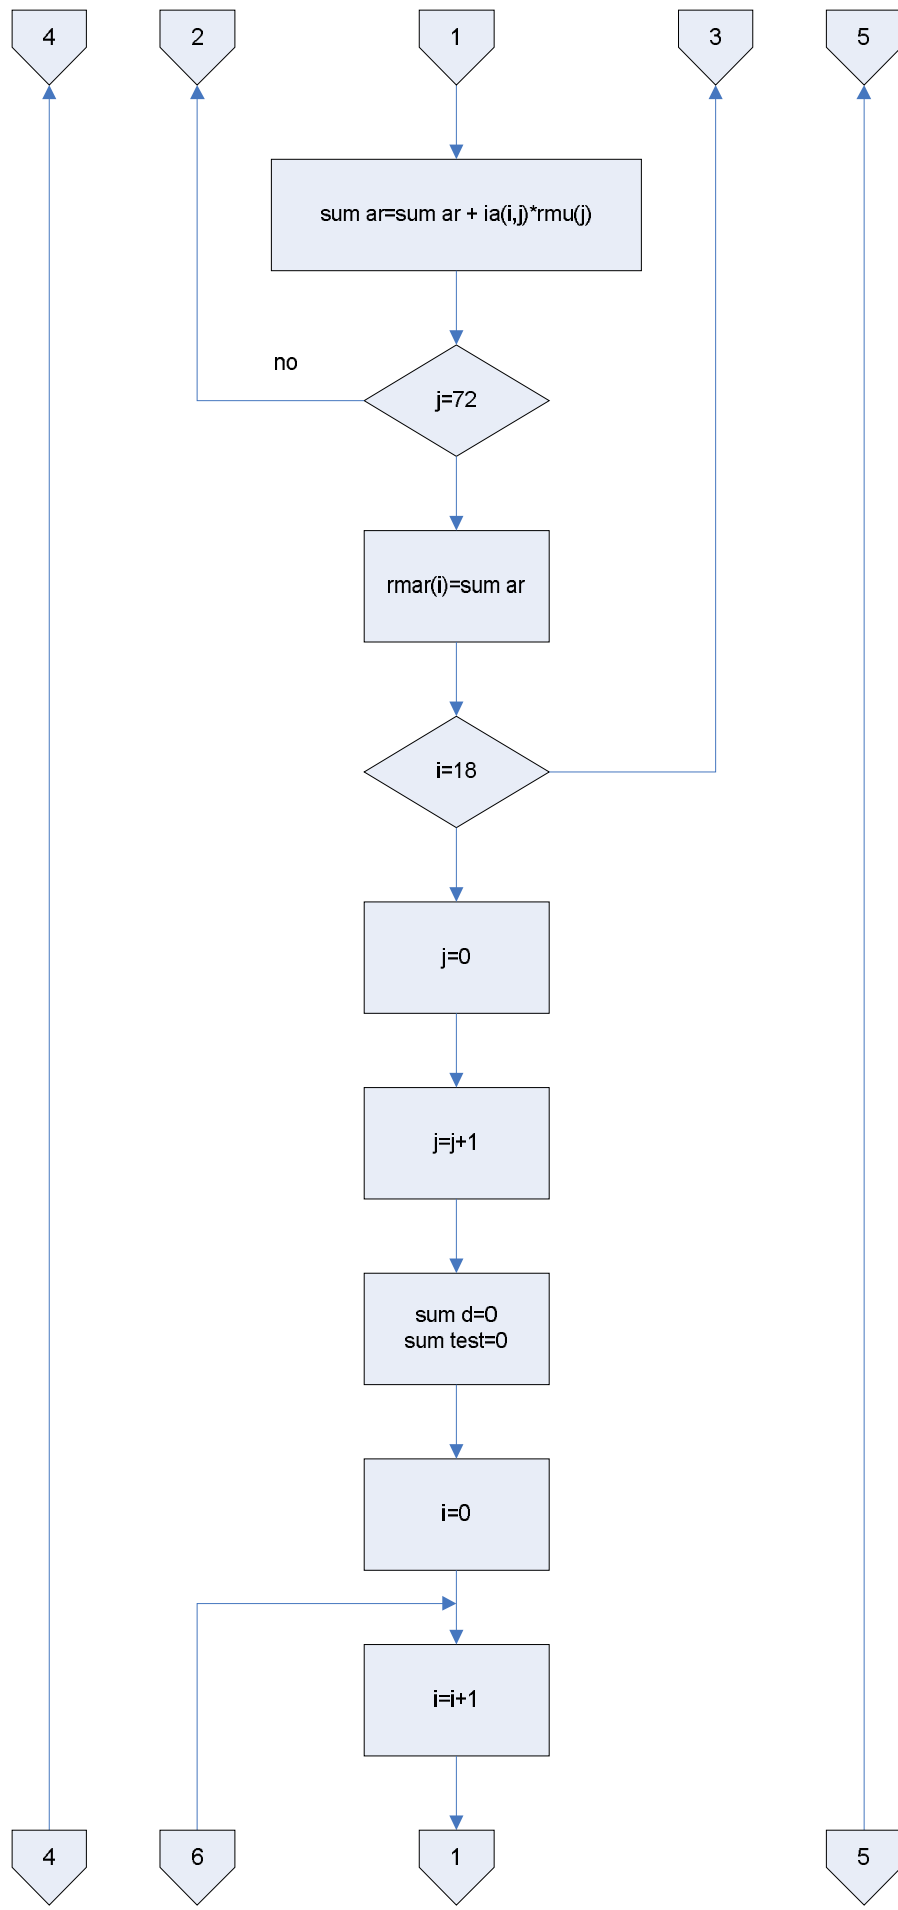 4
2
1
3
5
sum ar=sum ar + ia(i,j)*rmu(j)
no
j=72
rmar(i)=sum ar
i=18
j=0
j=j+1
sum d=0
sum test=0
i=0
i=i+1
4
6
1
5